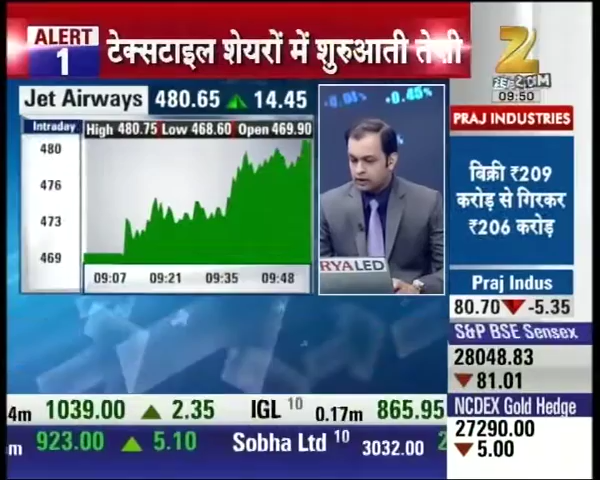 ALERT
1
टेक्सटाइल शेयरों में शुरुआती तेजी
09:50
Jet Airways 480.65 14.45
Intraday High 480.75 Low 468.60 Open 469.90
480
476
473
469
09:07 09:21 09:35 09:48
+0.45%
RYALED
PRAJ INDUSTRIES
बिक्री ₹209
करोड़ से गिरकर
₹206 करोड़
Praj Indus
80.70 -5.35
S&P BSE Sensex
28048.83
81.01
NCDEX Gold Hedge
27290.00
5.00
4m 1039.00 2.35 IGL 10 0.17m 865.95
m 923.00 5.10 Sobha Ltd 10 3032.00 2